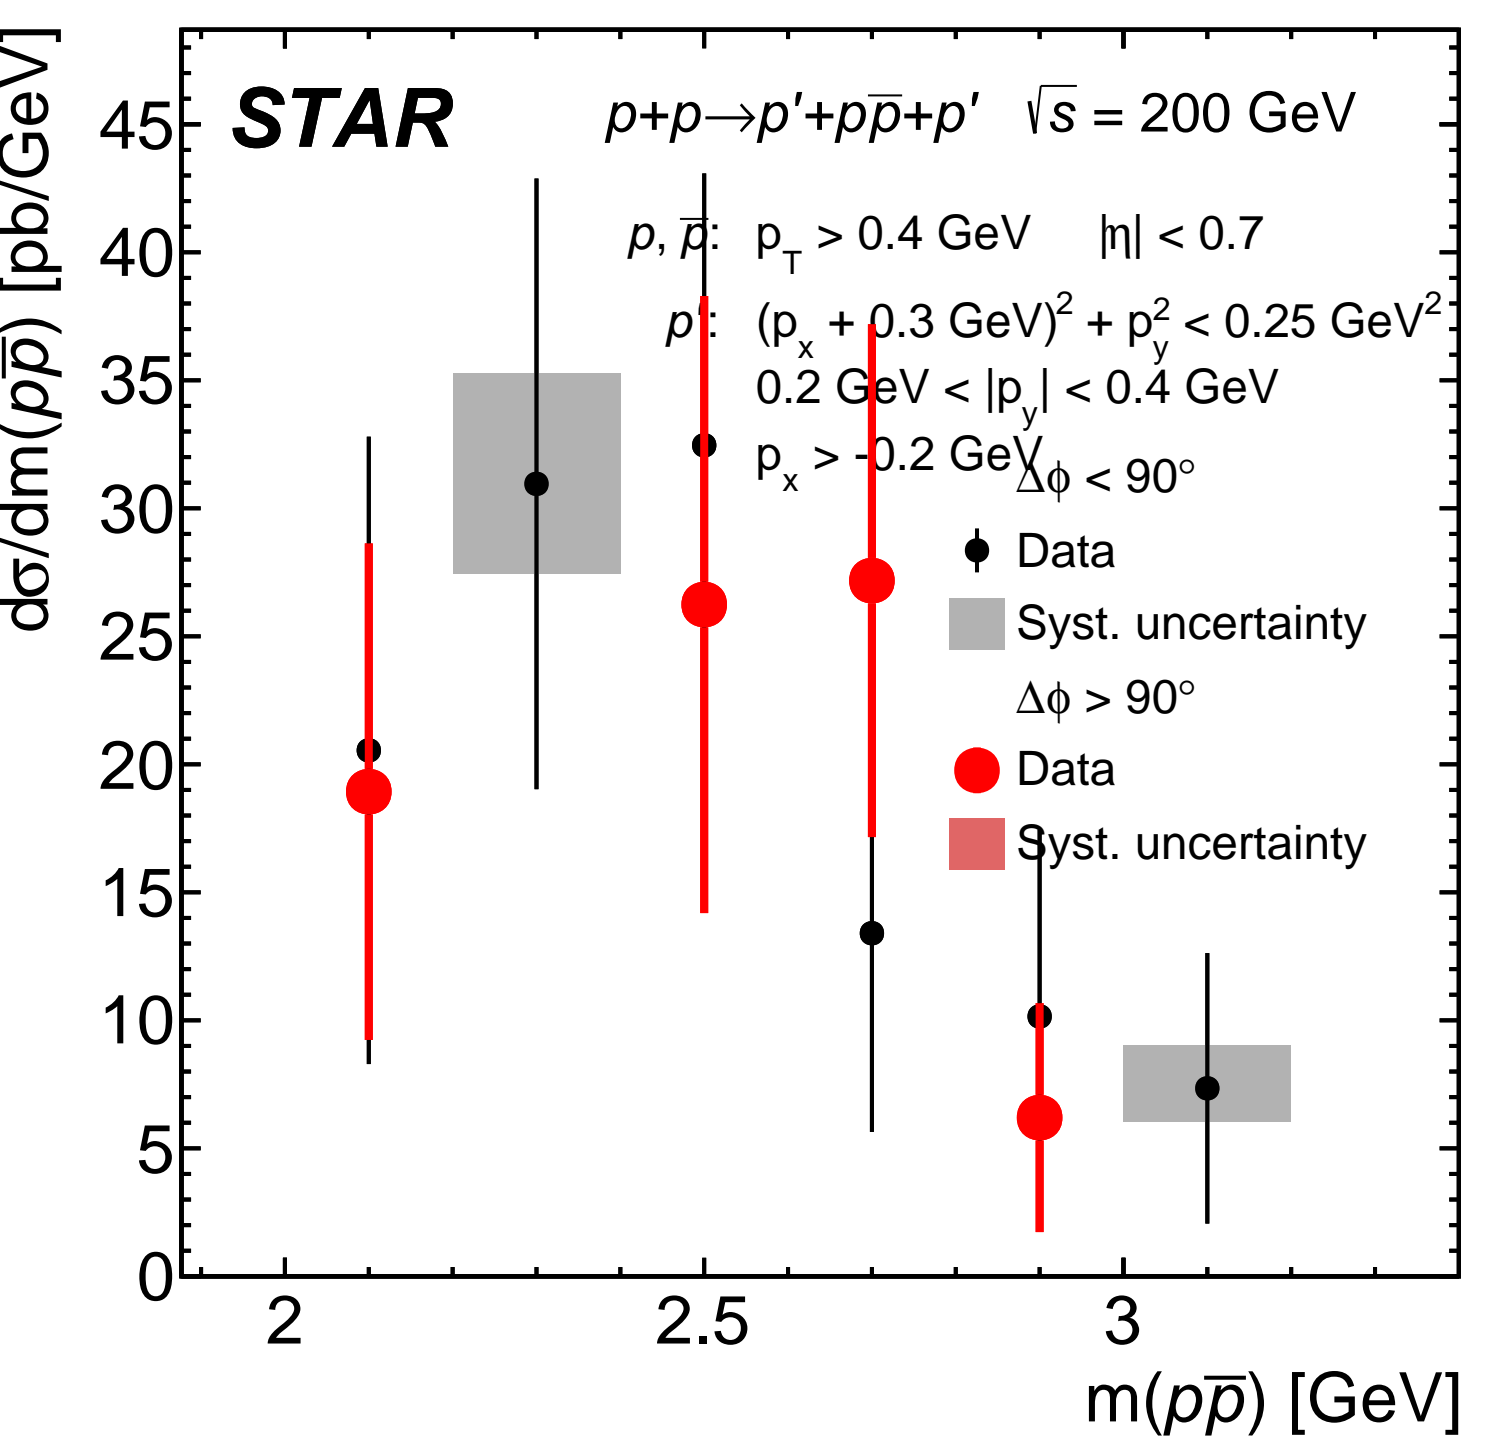 dσ/dm(pp̅) [pb/GeV]
STAR p+p→p′+pp̅+p′ √s = 200 GeV
p, p̅: p_T > 0.4 GeV |η| < 0.7
p′: (p_x + 0.3 GeV)² + p_y² < 0.25 GeV²
0.2 GeV < |p_y| < 0.4 GeV
p_x > -0.2 GeV
Δϕ < 90°
Data
Syst. uncertainty
Δϕ > 90°
Data
Syst. uncertainty
45
40
35
30
25
20
15
10
5
0
2 2.5 3
m(pp̅) [GeV]